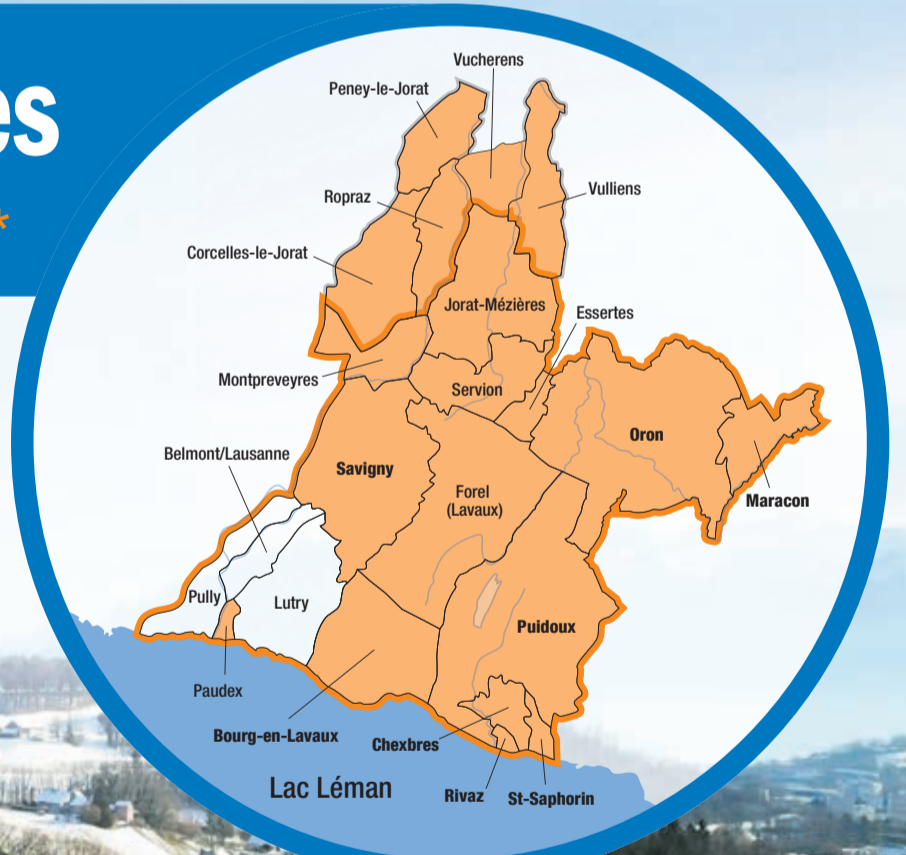 es
*
Vucherens
Peney-le-Jorat
Vulliens
Ropraz
Corcelles-le-Jorat
Jorat-Mézières
Essertes
Montpreveyres
Servion
Oron
Belmont/Lausanne
Savigny
Forel
(Lavaux)
Maracon
Pully
Lutry
Puidoux
Paudex
Bourg-en-Lavaux
Chexbres
Lac Léman
Rivaz
St-Saphorin